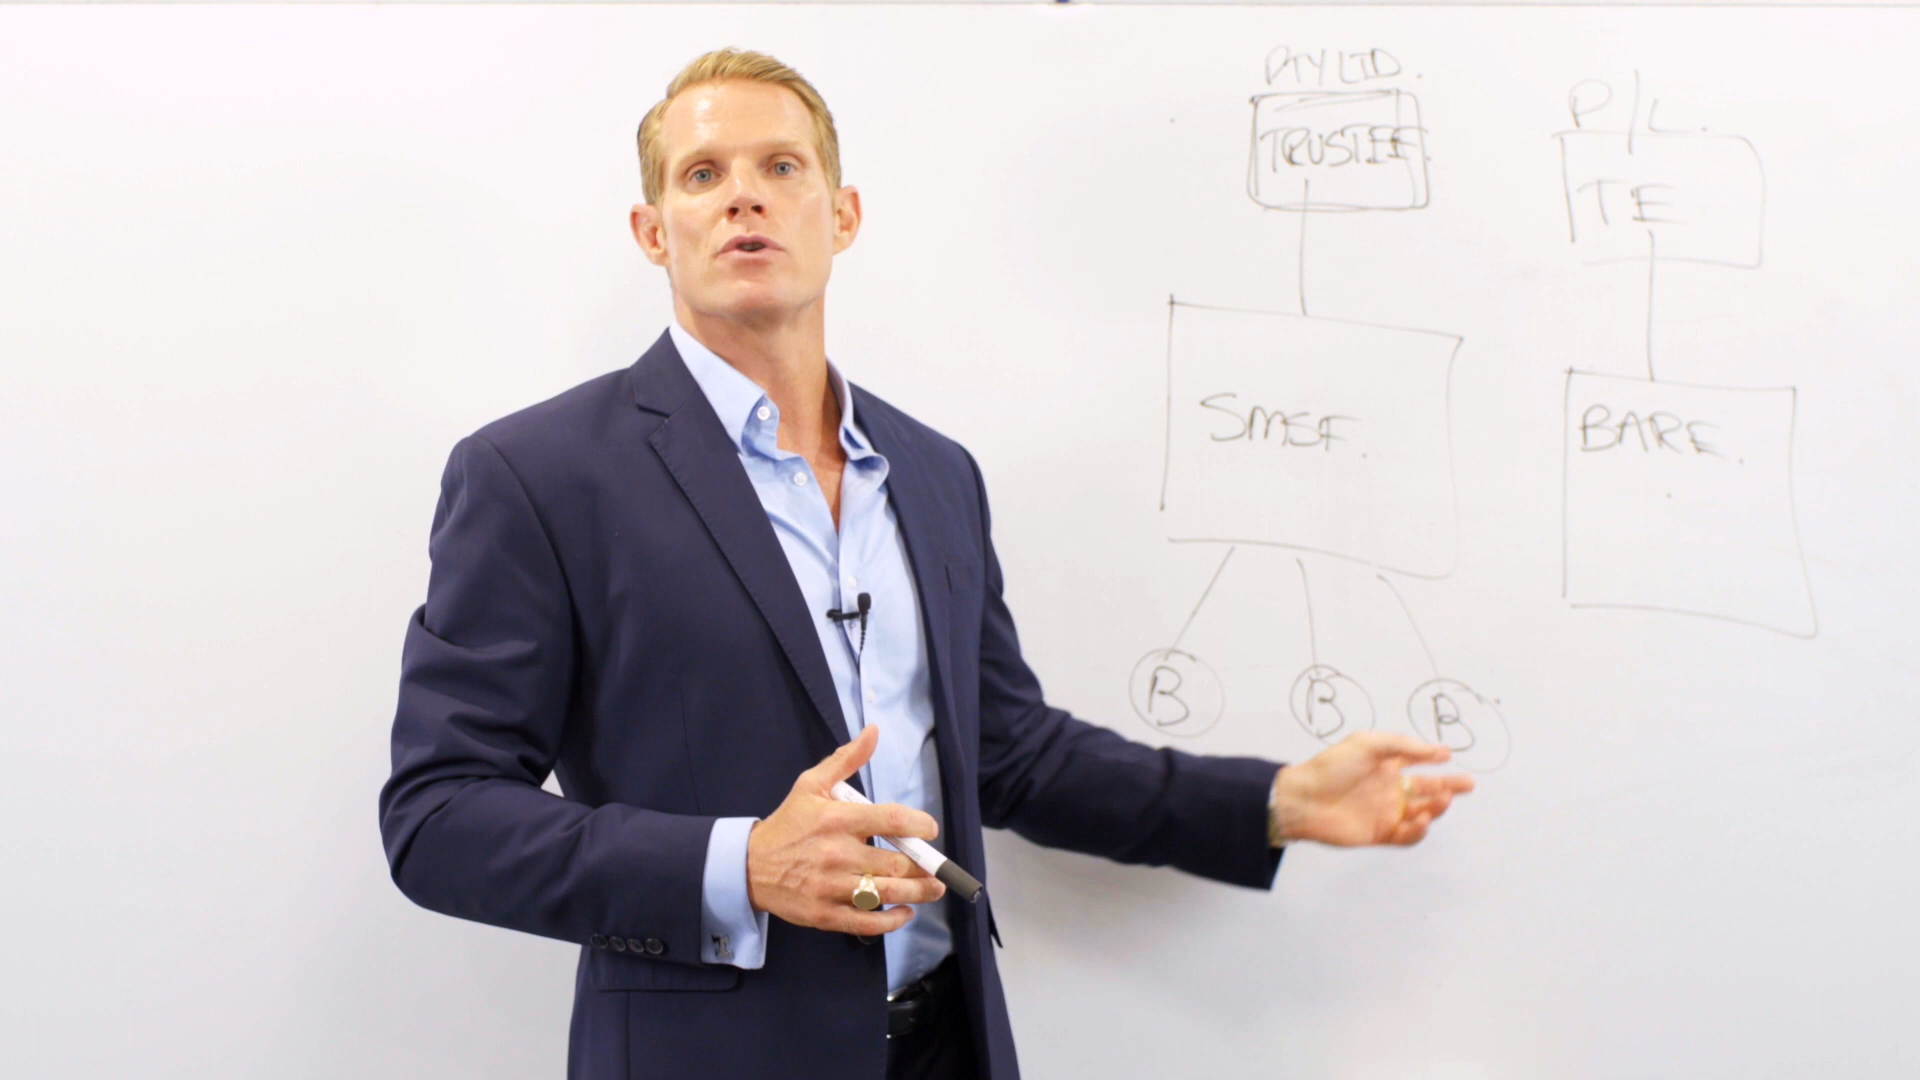 PTY LTD.
TRUSTEE.
SMSF.
B B B
P/L.
TE
BARE.